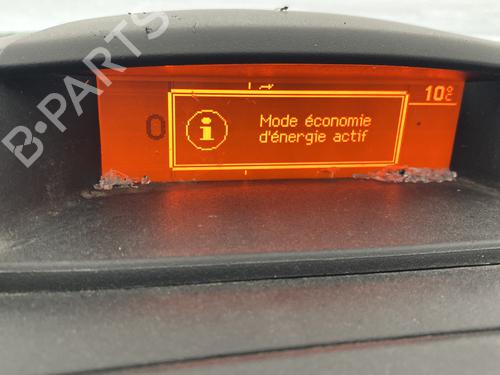 B-Parts
10°C
0
i
Mode économie
d'énergie actif